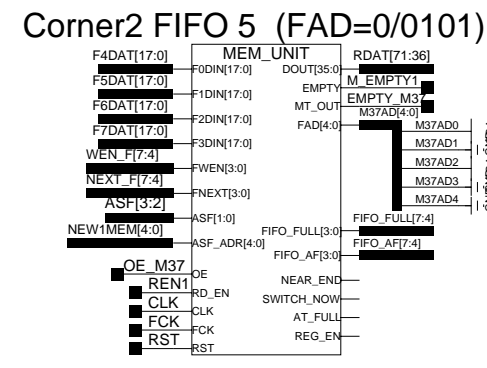 Corner2 FIFO 5 (FAD=0/0101)
MEM_UNIT
F4DAT[17:0] F0DIN[17:0] DOUT[35:0] RDAT[71:36]
F5DAT[17:0] F1DIN[17:0] EMPTY M_EMPTY1
F6DAT[17:0] F2DIN[17:0] MT_OUT EMPTY_M37
F7DAT[17:0] F3DIN[17:0] FAD[4:0] M37AD[4:0]
M37AD0
M37AD1
M37AD2
M37AD3
M37AD4
WEN_F[7:4] FWEN[3:0]
NEXT_F[7:4] FNEXT[3:0]
ASF[3:2] ASF[1:0] FIFO_FULL[3:0] FIFO_FULL[7:4]
NEW1MEM[4:0] ASF_ADR[4:0] FIFO_AF[3:0] FIFO_AF[7:4]
OE_M37 OE NEAR_END
REN1 RD_EN SWITCH_NOW
CLK CLK AT_FULL
FCK FCK REG_EN
RST RST